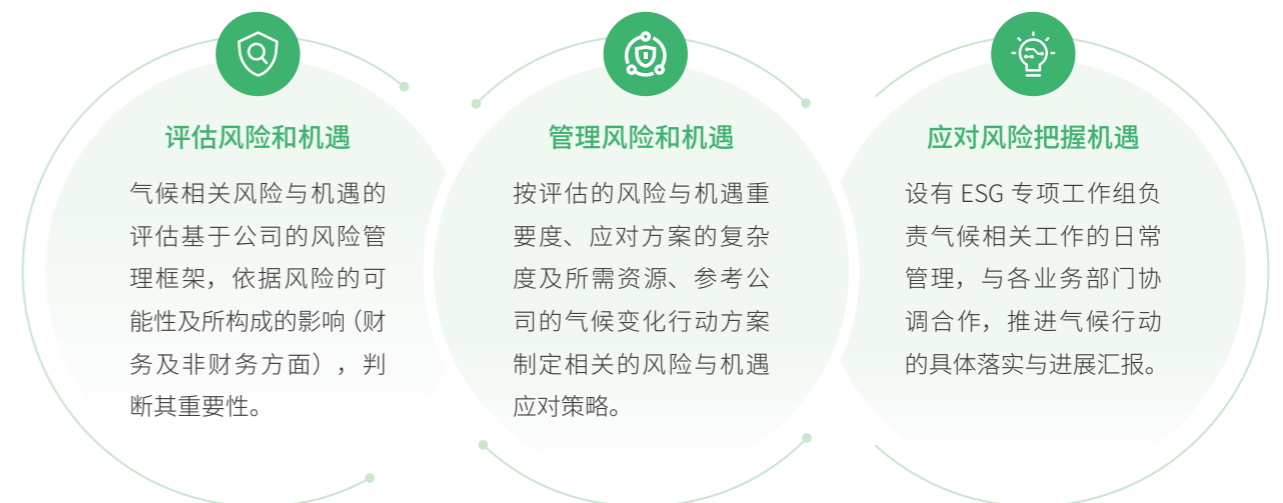 评估风险和机遇
气候相关风险与机遇的
评估基于公司的风险管
理框架，依据风险的可
能性及所构成的影响（财
务及非财务方面），判
断其重要性。
管理风险和机遇
按评估的风险与机遇重
要度、应对方案的复杂
度及所需资源、参考公
司的气候变化行动方案
制定相关的风险与机遇
应对策略。
应对风险把握机遇
设有 ESG 专项工作组负
责气候相关工作的日常
管理，与各业务部门协
调合作，推进气候行动
的具体落实与进展汇报。